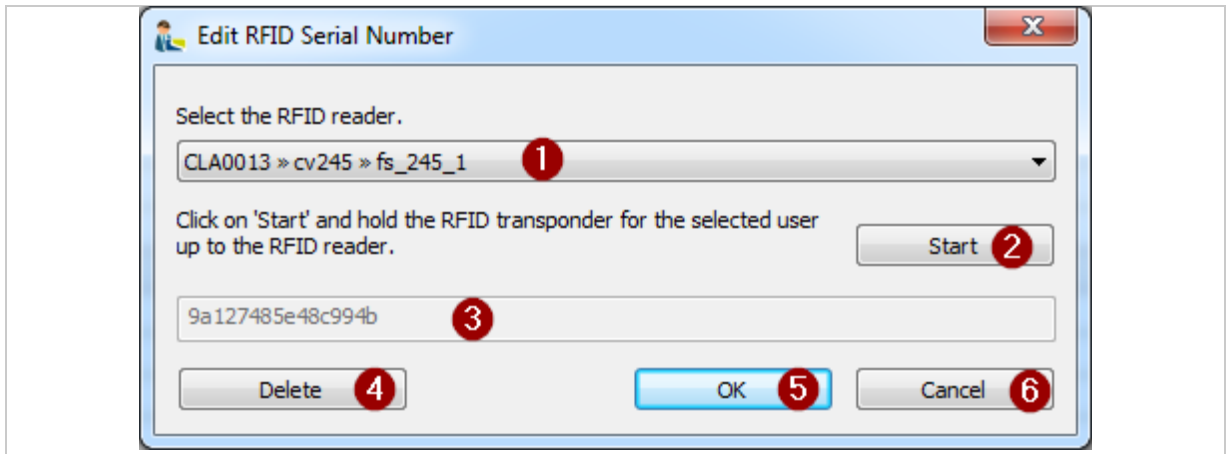 Edit RFID Serial Number
Select the RFID reader.
CLA0013 » cv245 » fs_245_1 1
Click on 'Start' and hold the RFID transponder for the selected user
up to the RFID reader.
Start 2
9a127485e48c994b 3
Delete 4 OK 5 Cancel 6